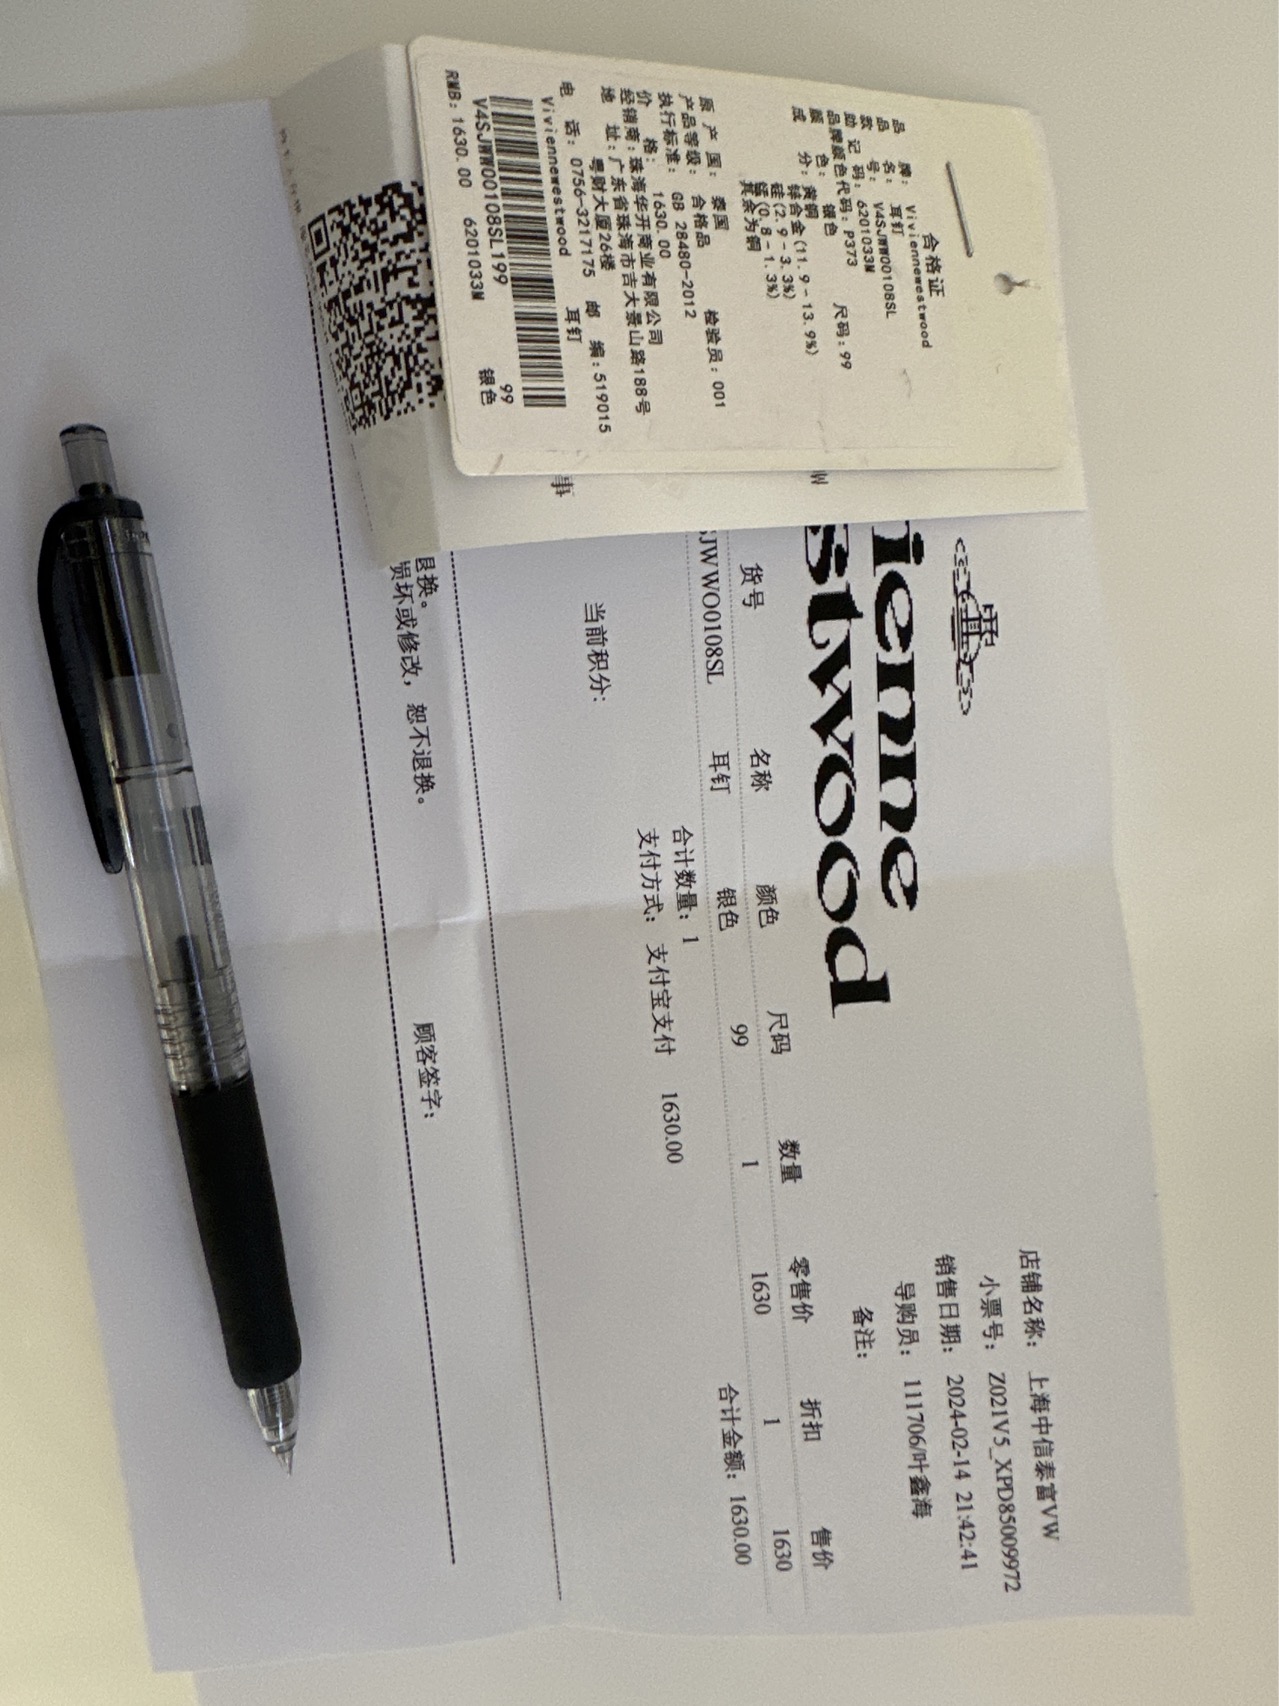 合格证
品 牌: Viviennewestwood
品 名: 耳钉
款 号: V4SJWW00108SL
助 记 码: 6201033M
品牌颜色代码: P373 尺码: 99
颜 色: 银色
成 分: 黄铜
锌合金(11.9-13.9%)
硅(2.9-3.3%)
锰(0.8-1.3%)
其余为铜
原 产 国: 泰国 检验员: 001
产品等级: 合格品
执行标准: GB 28480-2012
价 格: 1630.00
经销商: 珠海华开商业有限公司
地 址: 广东省珠海市吉大景山路188号
粤财大厦26楼
电 话: 0756-3217175 邮 编: 519015
Viviennewestwood 耳钉
V4SJWW00108SL199 99
RMB: 1630.00 6201033M 银色
ienne
stwood
店铺名称: 上海中信泰富VW
小票号: Z021V5_XPD85009972
销售日期: 2024-02-14 21:42:41
导购员: 111706/叶鑫海
备注:
货号 名称 颜色 尺码 数量 零售价 折扣 售价
SJWWO0108SL 耳钉 银色 99 1 1630 1 1630
合计数量: 1 合计金额: 1630.00
支付方式: 支付宝支付 1630.00
当前积分:
事
退换。
损坏或修改，恕不退换。
顾客签字: